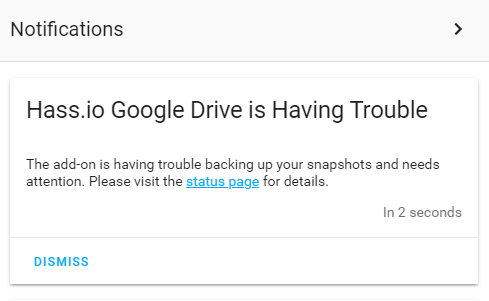 Notifications
Hass.io Google Drive is Having Trouble
The add-on is having trouble backing up your snapshots and needs
attention. Please visit the status page for details.
In 2 seconds
DISMISS